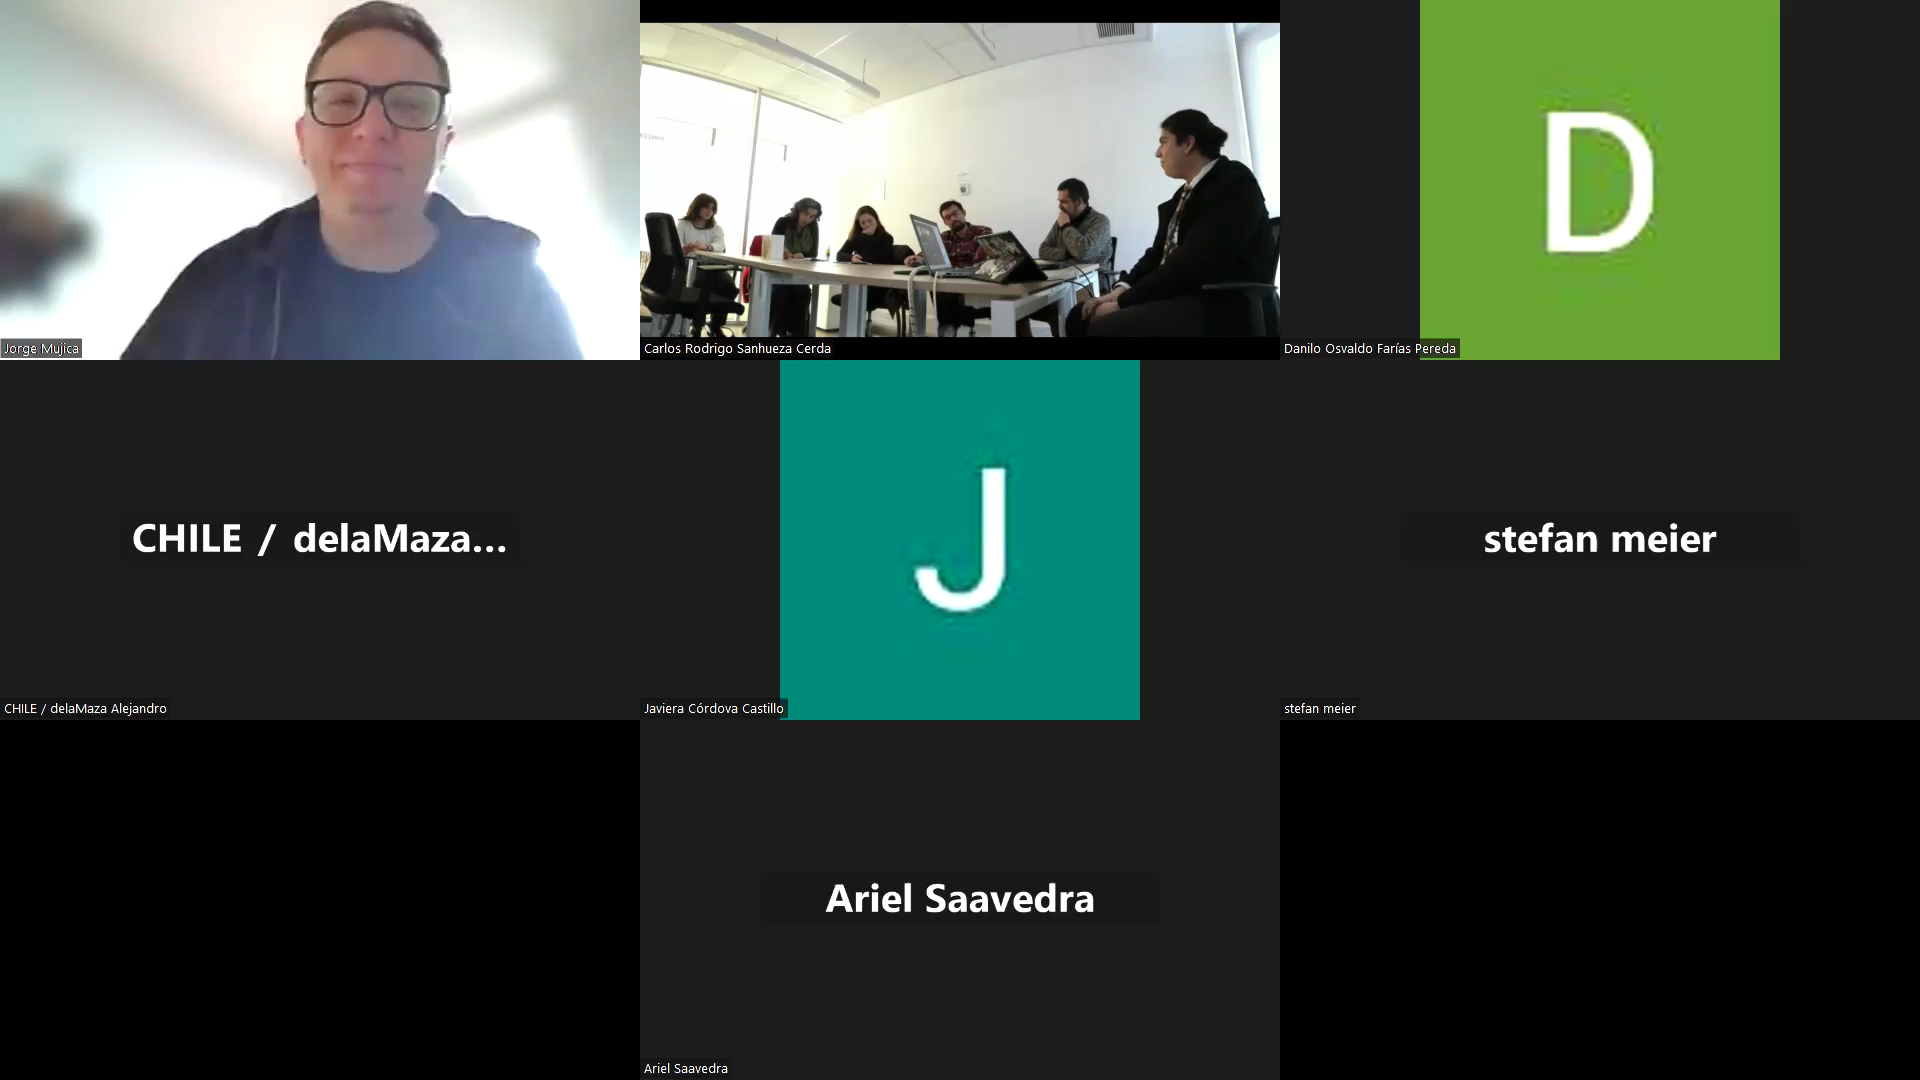 Jorge Mujica
Carlos Rodrigo Sanhueza Cerda
D
Danilo Osvaldo Farías Pereda
CHILE / delaMaza...
CHILE / delaMaza Alejandro
J
Javiera Córdova Castillo
stefan meier
stefan meier
Ariel Saavedra
Ariel Saavedra